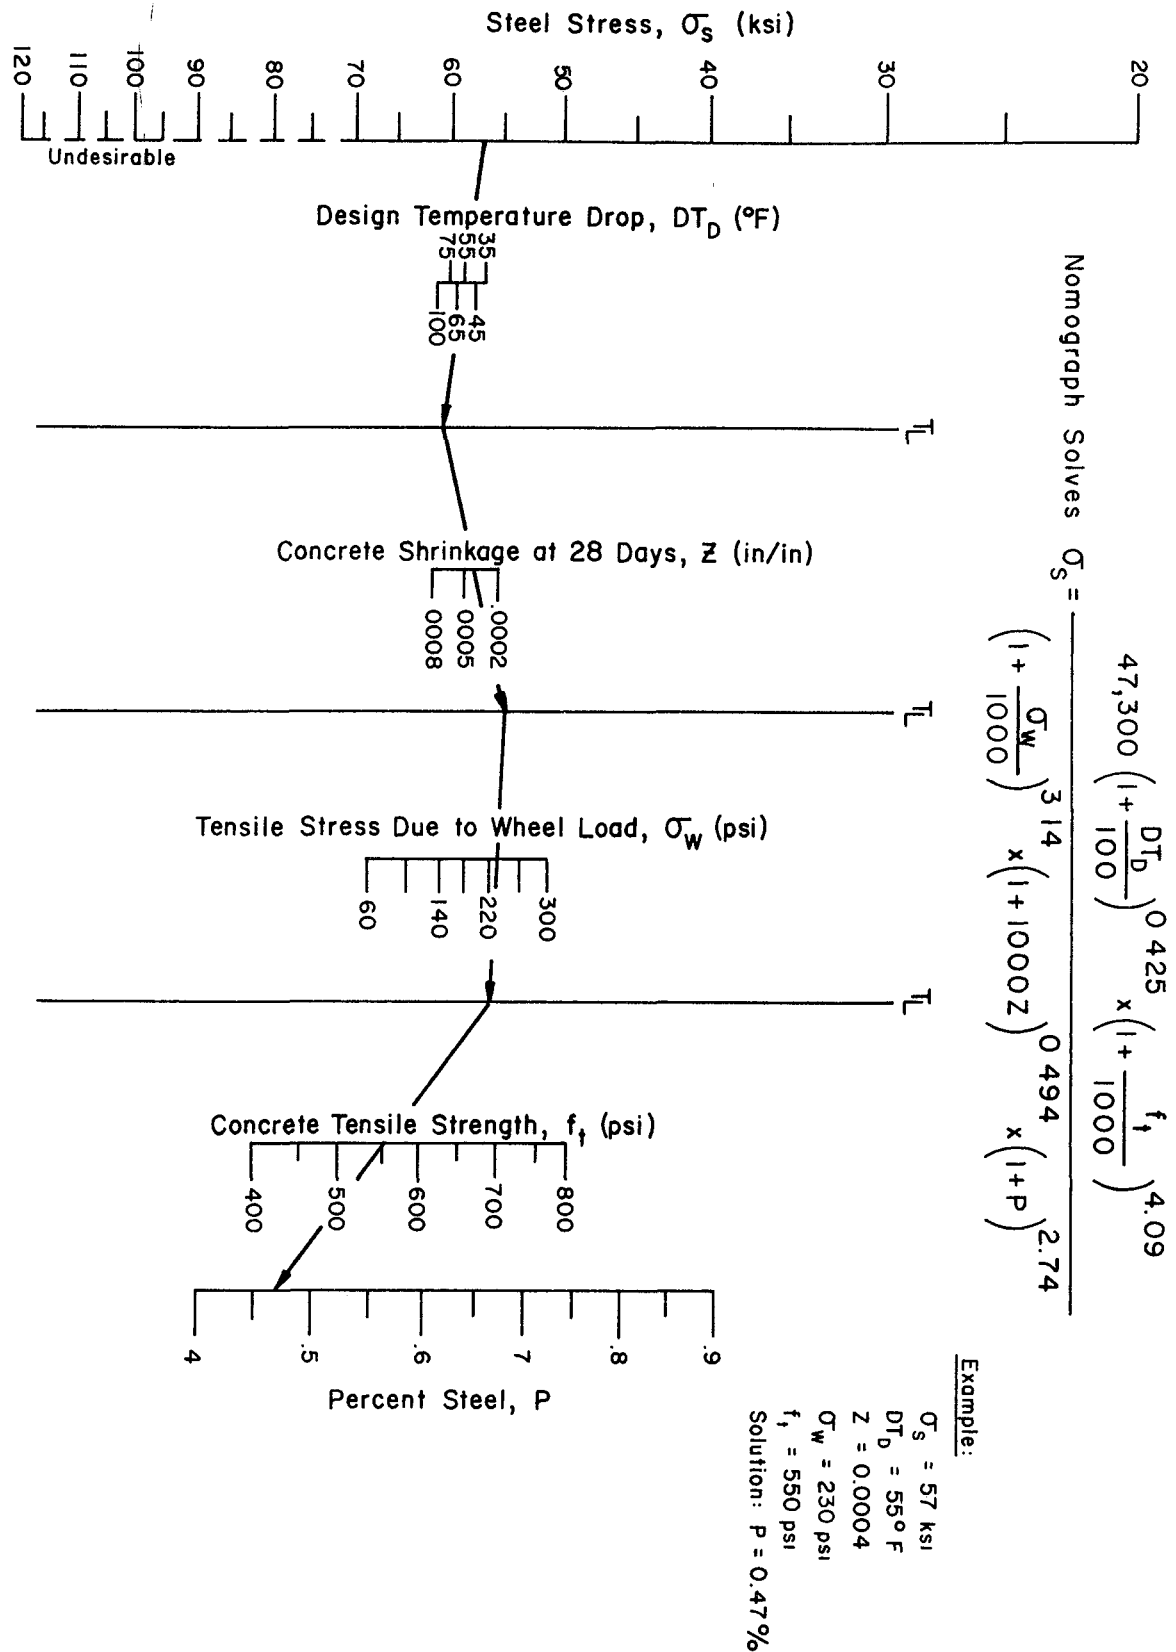 Steel Stress, σs (ksi)
120
110
100
90
80
70
60
50
40
30
20
Undesirable
Design Temperature Drop, DTD (°F)
75
55
35
100
65
45
TL
Concrete Shrinkage at 28 Days, Z (in/in)
.0008
.0005
.0002
TL
Tensile Stress Due to Wheel Load, σW (psi)
60
140
220
300
TL
Concrete Tensile Strength, ft (psi)
400
500
600
700
800
.4
.5
.6
.7
.8
.9
Percent Steel, P
Nomograph Solves σs =
47,300 (1 + DTD/100)^0.425 x (1 + ft/1000)^4.09
(1 + σW/1000)^3.14 x (1 + 1000Z)^0.494 x (1 + P)^2.74
Example:
σs = 57 ksi
DTD = 55° F
Z = 0.0004
σW = 230 psi
ft = 550 psi
Solution: P = 0.47%